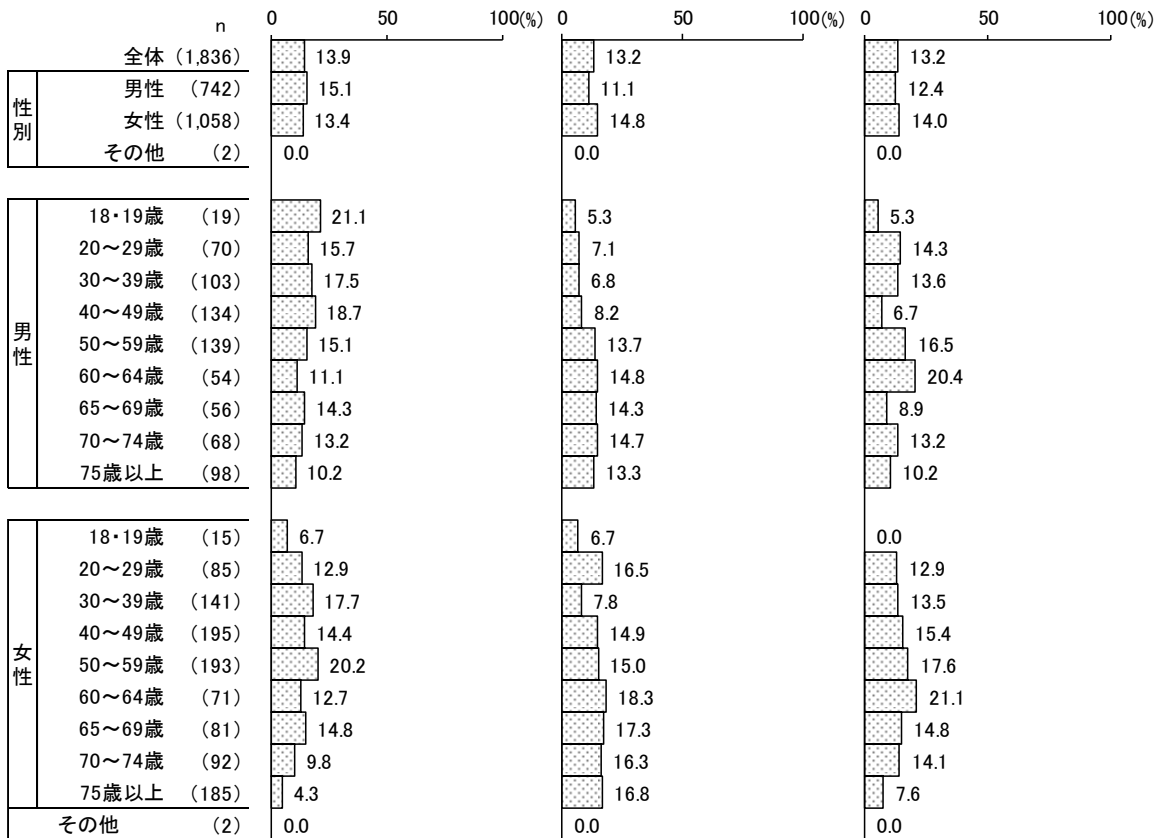 n 0 50 100(%) 0 50 100(%) 0 50 100(%)
全体 (1,836) 13.9 13.2 13.2
性別
男性 (742) 15.1 11.1 12.4
女性 (1,058) 13.4 14.8 14.0
その他 (2) 0.0 0.0 0.0
男性
18・19歳 (19) 21.1 5.3 5.3
20～29歳 (70) 15.7 7.1 14.3
30～39歳 (103) 17.5 6.8 13.6
40～49歳 (134) 18.7 8.2 6.7
50～59歳 (139) 15.1 13.7 16.5
60～64歳 (54) 11.1 14.8 20.4
65～69歳 (56) 14.3 14.3 8.9
70～74歳 (68) 13.2 14.7 13.2
75歳以上 (98) 10.2 13.3 10.2
女性
18・19歳 (15) 6.7 6.7 0.0
20～29歳 (85) 12.9 16.5 12.9
30～39歳 (141) 17.7 7.8 13.5
40～49歳 (195) 14.4 14.9 15.4
50～59歳 (193) 20.2 15.0 17.6
60～64歳 (71) 12.7 18.3 21.1
65～69歳 (81) 14.8 17.3 14.8
70～74歳 (92) 9.8 16.3 14.1
75歳以上 (185) 4.3 16.8 7.6
その他 (2) 0.0 0.0 0.0